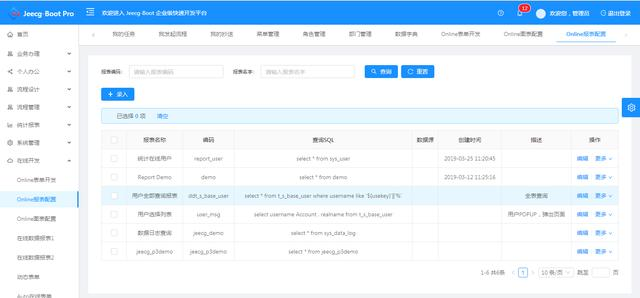 Jeecg-Boot Pro
欢迎进入 Jeecg-Boot 企业级快速开发平台
12
欢迎您，管理员
退出登录
首页
业务办理
个人办公
流程设计
流程管理
统计报表
系统管理
在线开发
Online表单开发
Online报表配置
Online图表配置
在线数据报表1
在线数据报表2
动态表单
Auto在线表单
我的任务 我发起流程 我的抄送 菜单管理 角色管理 部门管理 数据字典 Online表单开发 Online图表配置 Online报表配置
报表编码: 请输入报表编码 报表名字: 请输入报表名字 查询 重置
+ 录入
已选择 0 项 清空
报表名称 编码 查询SQL 数据源 创建时间 描述 操作
统计在线用户 report_user select * from sys_user 2019-03-25 11:20:45 编辑 更多
Report Demo demo select * from demo 2019-03-12 11:25:16 编辑 更多
用户全部查询报表 ddt_s_base_user select * from t_s_base_user where username like '${usekey}'||'%' 全表查询 编辑 更多
用户选择列表 user_msg select username Account , realname from t_s_base_user 用户POPUP，弹出页面 编辑 更多
数据日志查询 jeecg_demo select * from sys_data_log 编辑 更多
jeecg_p3demo jeecg_p3demo select * from jeecg_p3demo 编辑 更多
1-6 共6条 < 1 > 10 条/页 跳至 页